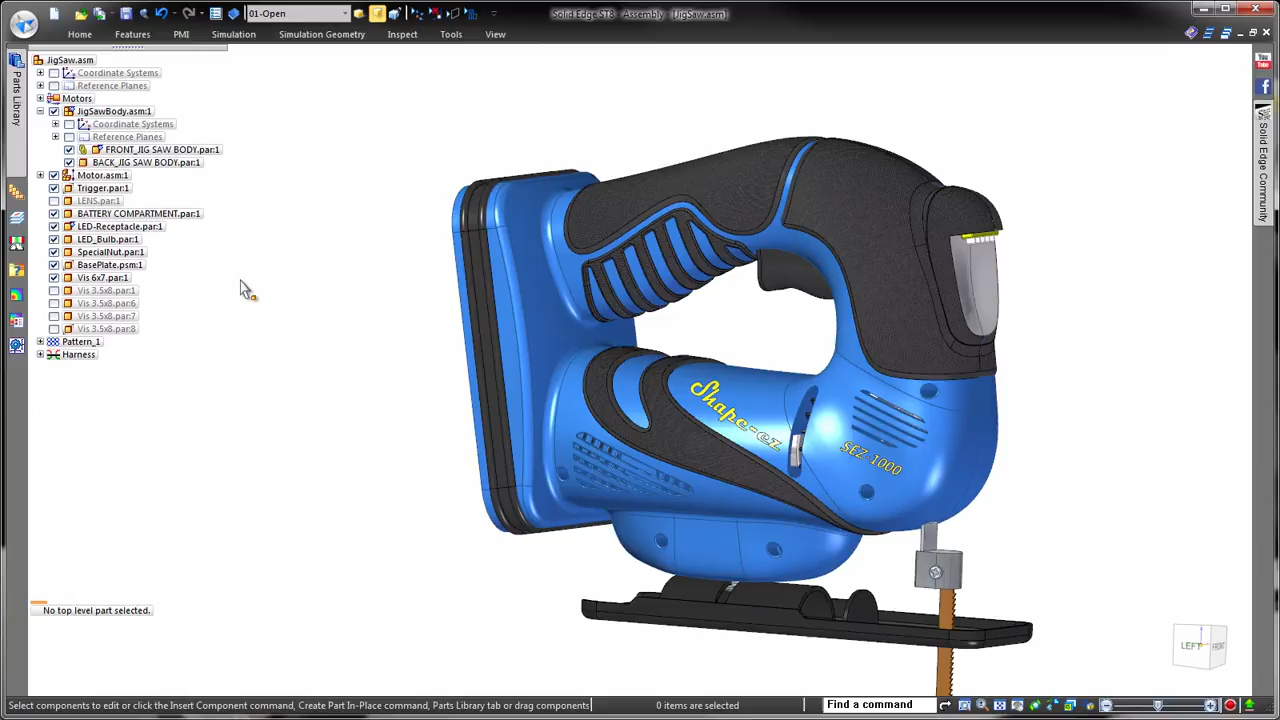 01-Open
Solid Edge ST8 - Assembly - [JigSaw.asm]
Home Features PMI Simulation Simulation Geometry Inspect Tools View
Parts Library
JigSaw.asm
Coordinate Systems
Reference Planes
Motors
JigSawBody.asm:1
Coordinate Systems
Reference Planes
FRONT_JIG SAW BODY.par:1
BACK_JIG SAW BODY.par:1
Motor.asm:1
Trigger.par:1
LENS.par:1
BATTERY COMPARTMENT.par:1
LED-Receptacle.par:1
LED_Bulb.par:1
SpecialNut.par:1
BasePlate.psm:1
Vis 6x7.par:1
Vis 3.5x8.par:1
Vis 3.5x8.par:6
Vis 3.5x8.par:7
Vis 3.5x8.par:8
Pattern_1
Harness
No top level part selected.
Shape-ez
SEZ-1000
You
Tube
f
Solid Edge Community
LEFT FRONT
Select components to edit or click the Insert Component command, Create Part In-Place command, Parts Library tab or drag components
0 items are selected
Find a command